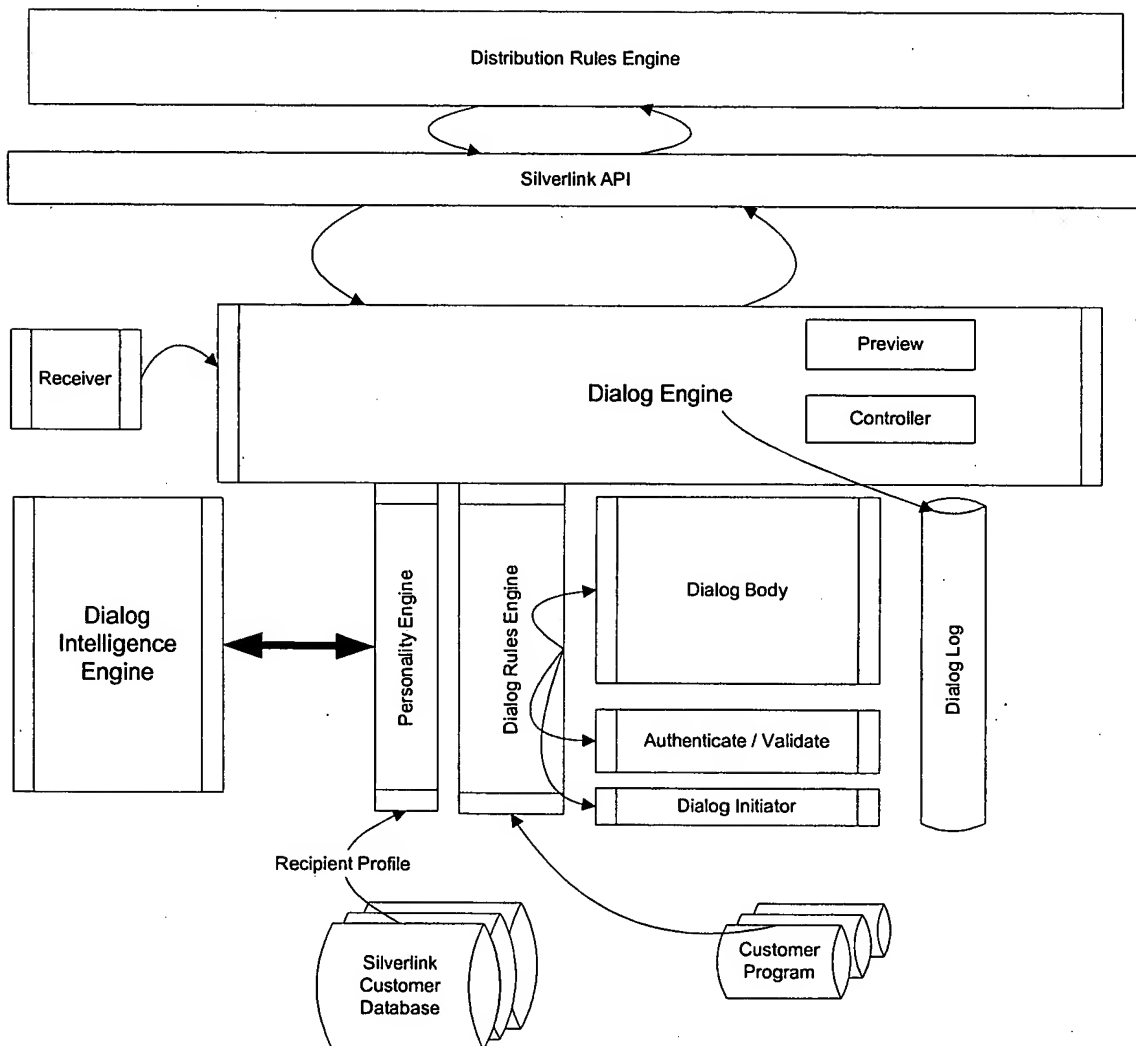 Distribution Rules Engine
Silverlink API
Preview
Receiver
Dialog Engine
Controller
Dialog
Intelligence
Engine
Personality Engine
Dialog Rules Engine
Dialog Body
Authenticate / Validate
Dialog Initiator
Dialog Log
Recipient Profile
Silverlink
Customer
Database
Customer
Program